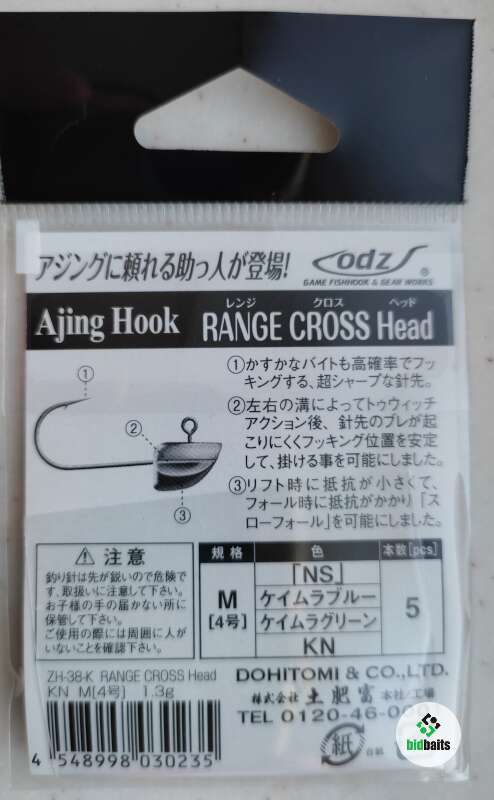 アジングに頼れる助っ人が登場!
odz
®
GAME FISHHOOK & GEAR WORKS
レンジ クロス ヘッド
Ajing Hook RANGE CROSS Head
①
②
③
①かすかなバイトも高確率でフッ
キングする、超シャープな針先。
②左右の溝によってトゥウィッチ
アクション後、針先のブレが起
こりにくくフッキング位置を安定
して、掛ける事を可能にしました。
③リフト時に抵抗が小さくて、
フォール時に抵抗がかかり「ス
ローフォール」を可能にしました。
注意
釣り針は先が鋭いので危険で
す、取扱いに注意して下さい。
お子様の手の届かない所に
保管して下さい。
ご使用の際には周囲に人が
いないことを確認下さい。
規格 色 本数[pcs]
M
[4号]
「NS」
ケイムラブルー
ケイムラグリーン
KN
5
ZH-38-K RANGE CROSS Head
KN M[4号] 1.3g
4 548998 030235
DOHITOMI & CO.,LTD.
株式会社 土肥富 本社/工場
TEL 0120-46-00
紙
台紙
bidbaits